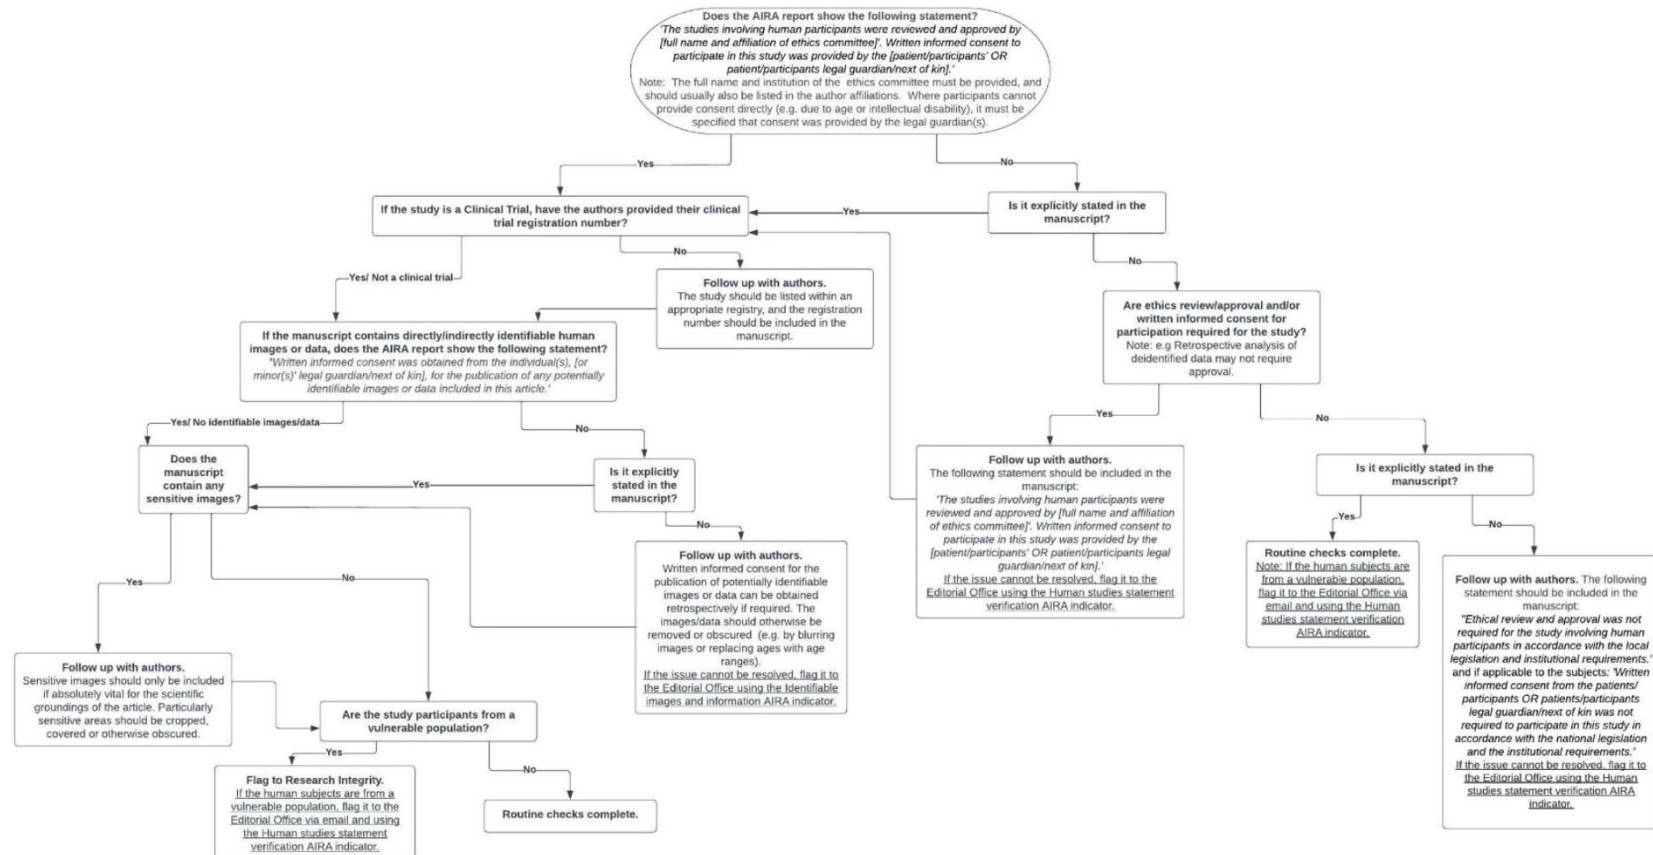 Does the AIRA report show the following statement?
'The studies involving human participants were reviewed and approved by
[full name and affiliation of ethics committee]'. Written informed consent to
participate in this study was provided by the [patient/participants' OR
patient/participants legal guardian/next of kin].'
Note: The full name and institution of the ethics committee must be provided, and
should usually also be listed in the author affiliations. Where participants cannot
provide consent directly (e.g. due to age or intellectual disability), it must be
specified that consent was provided by the legal guardian(s).
Yes
No
If the study is a Clinical Trial, have the authors provided their clinical
trial registration number?
Yes
Is it explicitly stated in the
manuscript?
Yes/ Not a clinical trial
No
No
Follow up with authors.
The study should be listed within an
appropriate registry, and the registration
number should be included in the
manuscript.
Are ethics review/approval and/or
written informed consent for
participation required for the study?
Note: e.g Retrospective analysis of
deidentified data may not require
approval.
If the manuscript contains directly/indirectly identifiable human
images or data, does the AIRA report show the following statement?
'Written informed consent was obtained from the individual(s), [or
minor(s)' legal guardian/next of kin], for the publication of any potentially
identifiable images or data included in this article.'
Yes/ No identifiable images/data
No
Yes
No
Does the
manuscript
contain any
sensitive images?
Yes
Is it explicitly
stated in the
manuscript?
Follow up with authors.
The following statement should be included in the
manuscript:
'The studies involving human participants were
reviewed and approved by [full name and affiliation
of ethics committee]'. Written informed consent to
participate in this study was provided by the
[patient/participants' OR patient/participants legal
guardian/next of kin].'
If the issue cannot be resolved, flag it to the
Editorial Office using the Human studies statement
verification AIRA indicator.
Is it explicitly stated in the
manuscript?
Yes
No
No
Follow up with authors.
Written informed consent for the
publication of potentially identifiable
images or data can be obtained
retrospectively if required. The
images/data should otherwise be
removed or obscured (e.g. by blurring
images or replacing ages with age
ranges).
If the issue cannot be resolved, flag it to
the Editorial Office using the Identifiable
images and information AIRA indicator.
Routine checks complete.
Note: If the human subjects are
from a vulnerable population,
flag it to the Editorial Office via
email and using the Human
studies statement verification
AIRA indicator.
Follow up with authors. The following
statement should be included in the
manuscript:
"Ethical review and approval was not
required for the study involving human
participants in accordance with the local
legislation and institutional requirements.'
and if applicable to the subjects: 'Written
informed consent from the patients/
participants OR patients/participants
legal guardian/next of kin was not
required to participate in this study in
accordance with the national legislation
and the institutional requirements.'
If the issue cannot be resolved, flag it to
the Editorial Office using the Human
studies statement verification AIRA
indicator.
Yes
No
Follow up with authors.
Sensitive images should only be included
if absolutely vital for the scientific
groundings of the article. Particularly
sensitive areas should be cropped,
covered or otherwise obscured.
Are the study participants from a
vulnerable population?
Yes
No
Flag to Research Integrity.
If the human subjects are from a
vulnerable population, flag it to the
Editorial Office via email and using
the Human studies statement
verification AIRA indicator.
Routine checks complete.